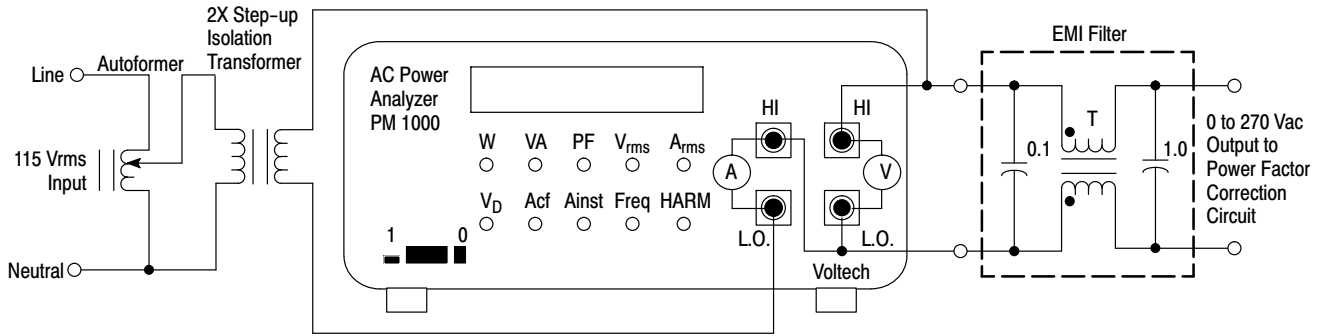 2X Step-up
Isolation
Transformer
Autoformer
Line
115 Vrms
Input
Neutral
AC Power
Analyzer
PM 1000
W VA PF Vrms Arms
VD Acf Ainst Freq HARM
1 0
HI HI
A V
L.O. L.O.
Voltech
EMI Filter
0.1
T
1.0
0 to 270 Vac
Output to
Power Factor
Correction
Circuit